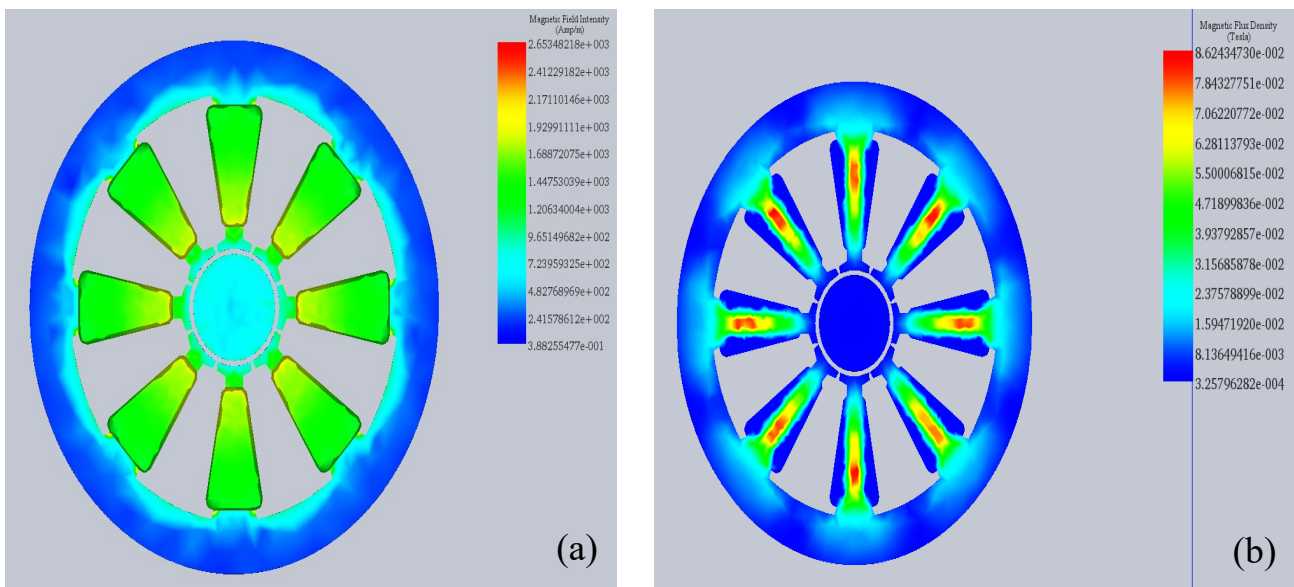 Magnetic Field Intensity
(Amp/m)
2.65348218e+003
2.41229182e+003
2.17110146e+003
1.92991111e+003
1.68872075e+003
1.44753039e+003
1.20634004e+003
9.65149682e+002
7.23959325e+002
4.82768969e+002
2.41578612e+002
3.88255477e-001
(a)
Magnetic Flux Density
(Tesla)
8.62434730e-002
7.84327751e-002
7.06220772e-002
6.28113793e-002
5.50006815e-002
4.71899836e-002
3.93792857e-002
3.15685878e-002
2.37578899e-002
1.59471920e-002
8.13649416e-003
3.25796282e-004
(b)